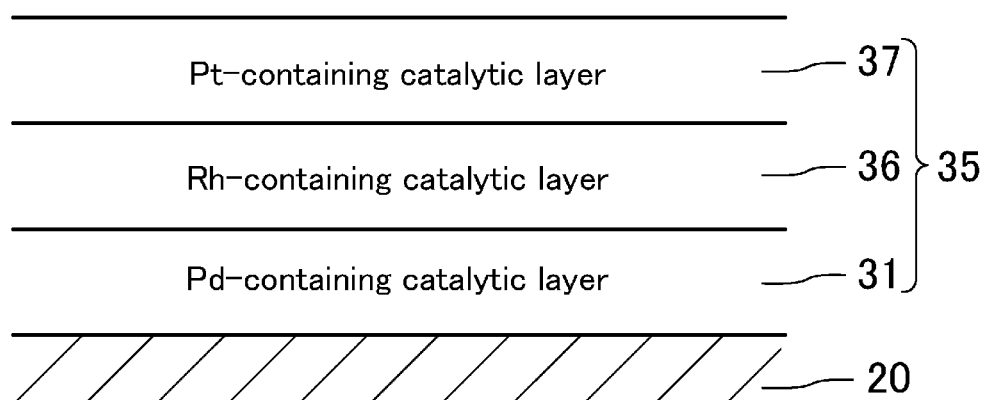 Pt-containing catalytic layer 37
Rh-containing catalytic layer 36 35
Pd-containing catalytic layer 31
20